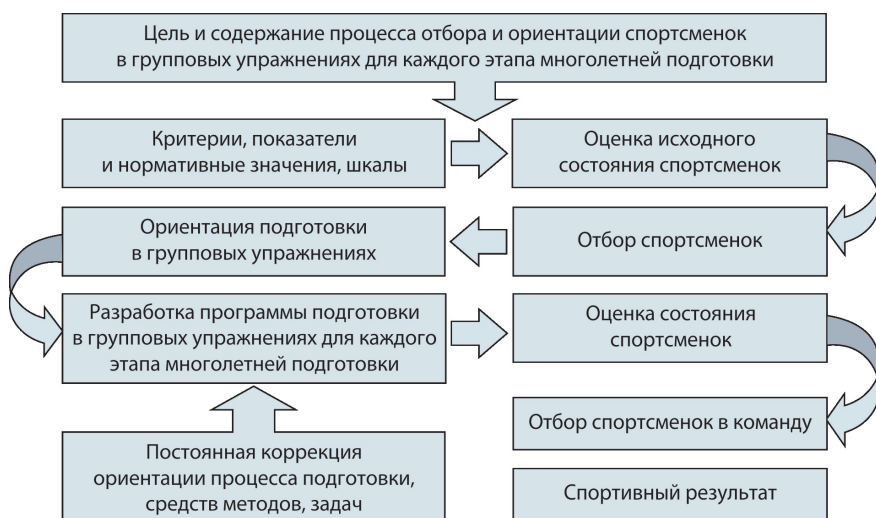 Цель и содержание процесса отбора и ориентации спортсменок
в групповых упражнениях для каждого этапа многолетней подготовки
Критерии, показатели
и нормативные значения, шкалы
Оценка исходного
состояния спортсменок
Ориентация подготовки
в групповых упражнениях
Отбор спортсменок
Разработка программы подготовки
в групповых упражнениях для каждого
этапа многолетней подготовки
Оценка состояния
спортсменок
Постоянная коррекция
ориентации процесса подготовки,
средств методов, задач
Отбор спортсменок в команду
Спортивный результат